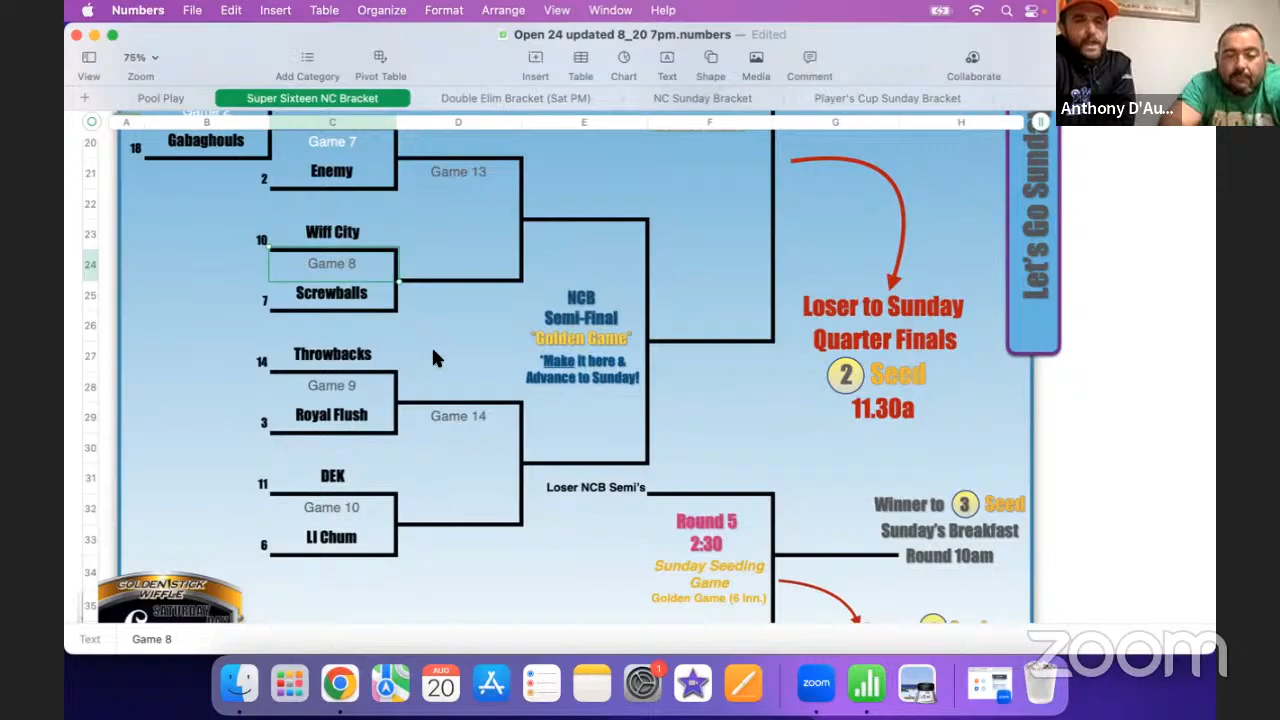 Numbers File Edit Insert Table Organize Format Arrange View Window Help
Open 24 updated 8_20 7pm.numbers — Edited
75%
View Zoom Add Category Pivot Table Insert Table Chart Text Shape Media Comment Collaborate
Pool Play Super Sixteen NC Bracket Double Elim Bracket (Sat PM) NC Sunday Bracket Player's Cup Sunday Bracket
Anthony D'Au...
A B C D E F G H
20
21
22
23
24
25
26
27
28
29
30
31
32
33
34
35
18 Gabaghouls
Game 7
2 Enemy
Game 13
10 Wiff City
Game 8
7 Screwballs
14 Throwbacks
Game 9
3 Royal Flush
Game 14
11 DEK
Game 10
6 LI Chum
NCB
Semi-Final
*Golden Game*
*Make it here &
Advance to Sunday!
Loser to Sunday
Quarter Finals
2 Seed
11.30a
Let's Go Sunda
Loser NCB Semi's
Round 5
2:30
Sunday Seeding
Game
Golden Game (6 Inn.)
Winner to 3 Seed
Sunday's Breakfast
Round 10am
GOLDEN STICK
WIFFLE
SATURDAY
Text Game 8
AUG
20
zoom
1
zoom